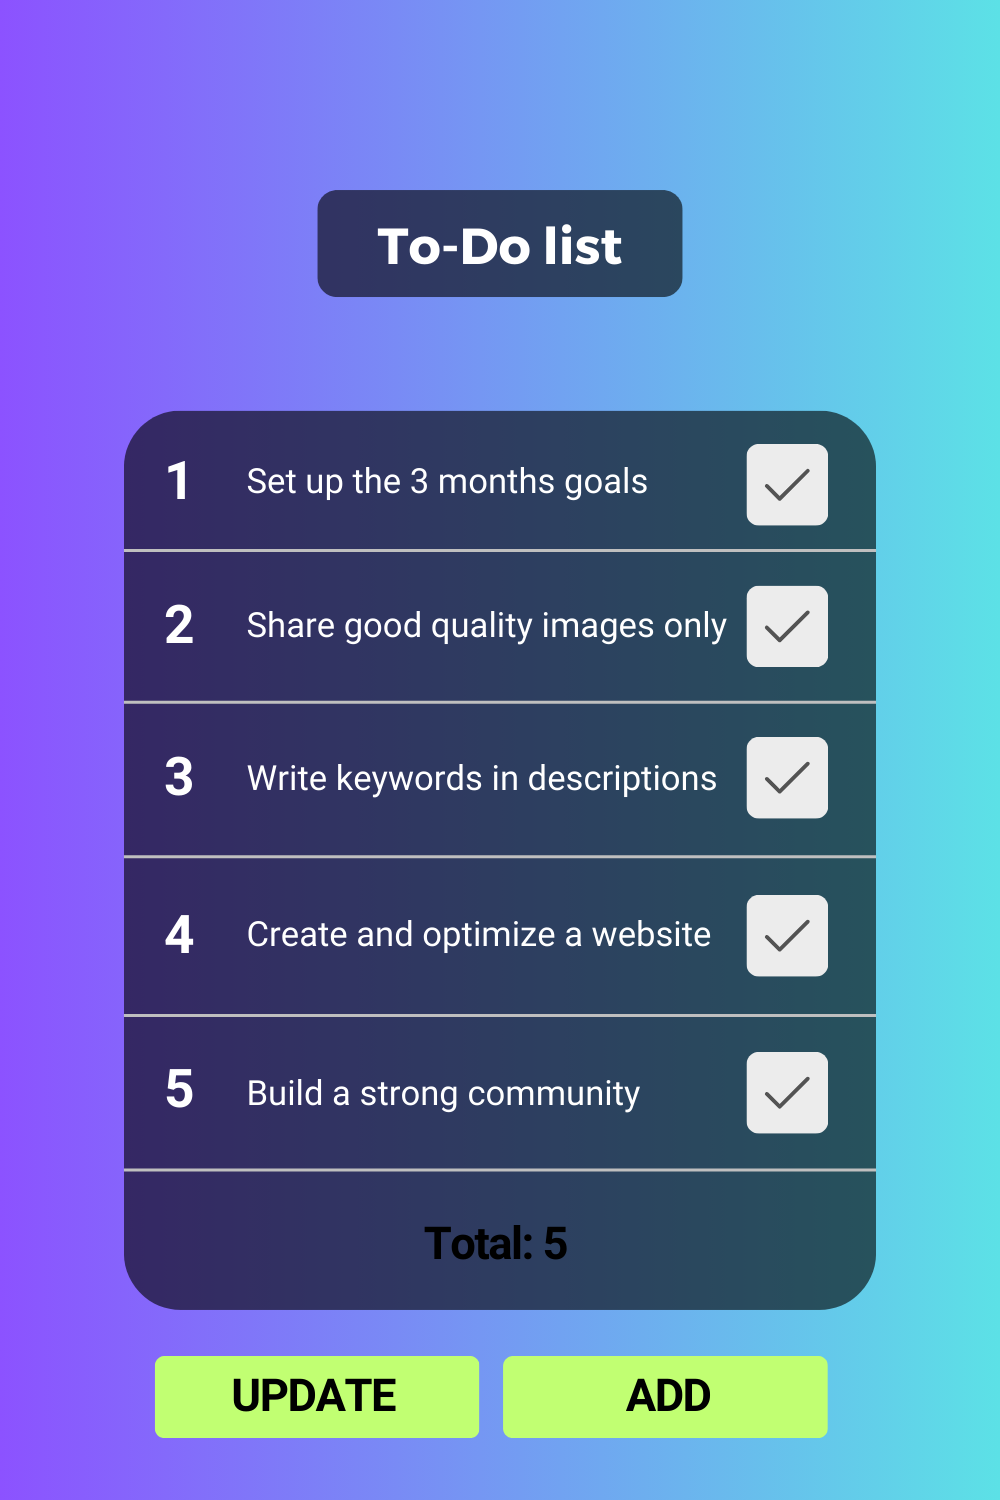 To-Do list
1 Set up the 3 months goals
2 Share good quality images only
3 Write keywords in descriptions
4 Create and optimize a website
5 Build a strong community
Total: 5
UPDATE ADD